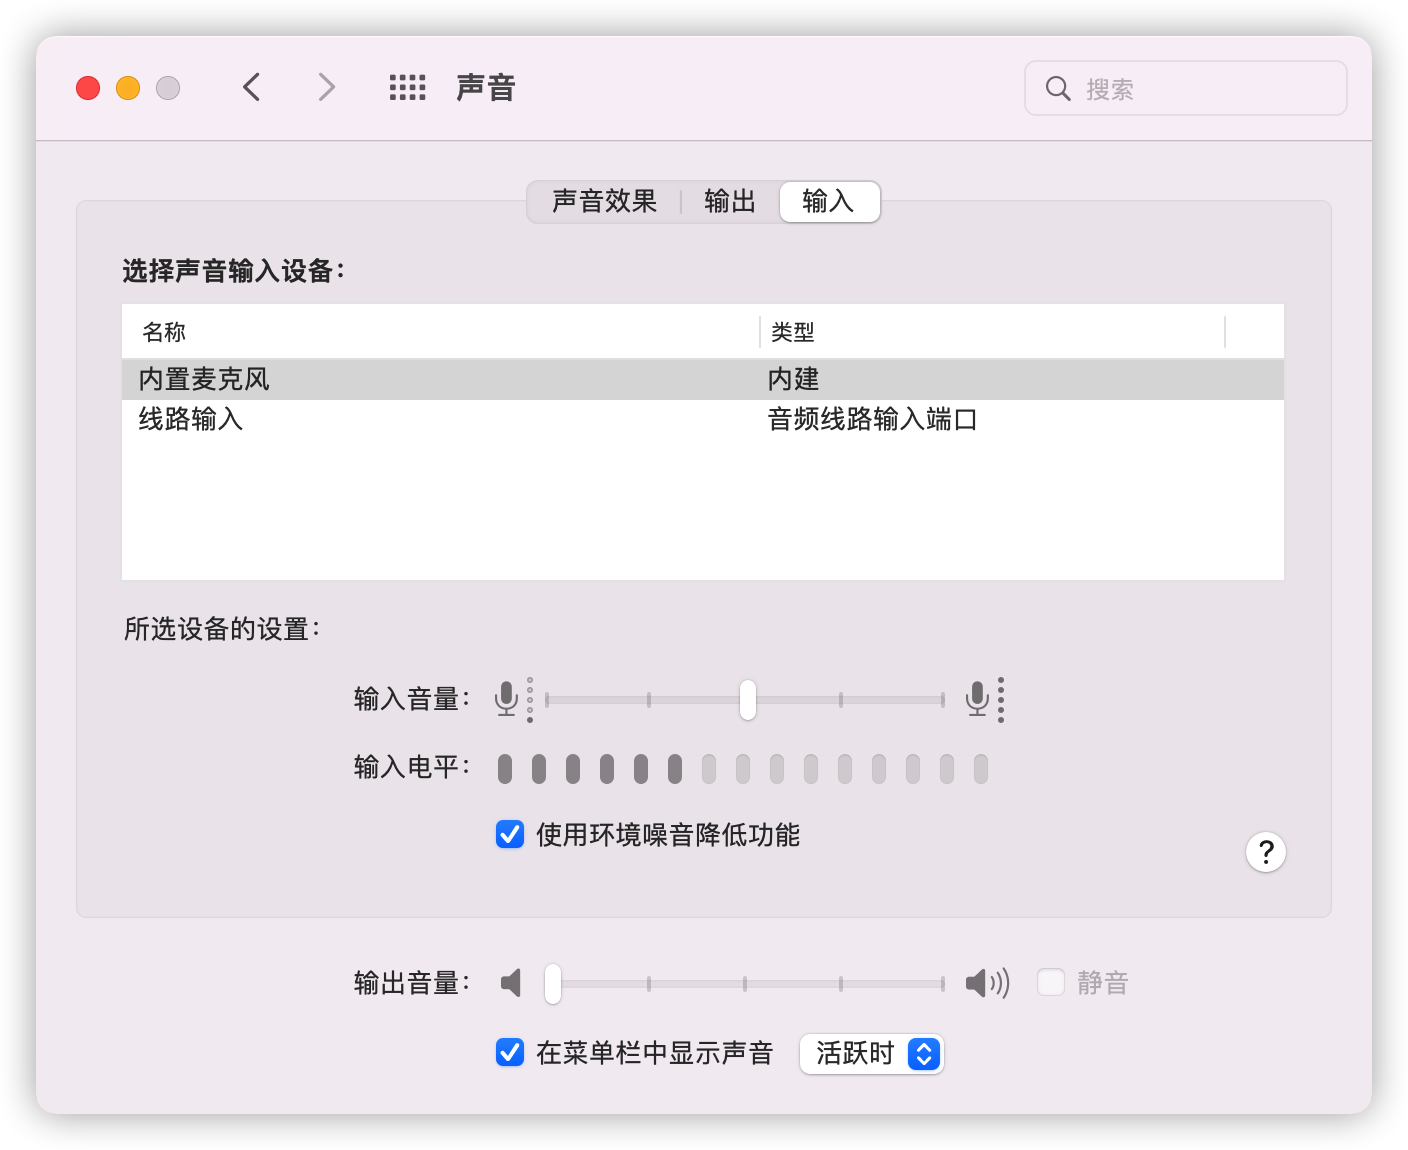 声音
搜索
声音效果 输出 输入
选择声音输入设备：
名称 类型
内置麦克风 内建
线路输入 音频线路输入端口
所选设备的设置：
输入音量：
输入电平：
使用环境噪音降低功能
?
输出音量： 静音
在菜单栏中显示声音 活跃时